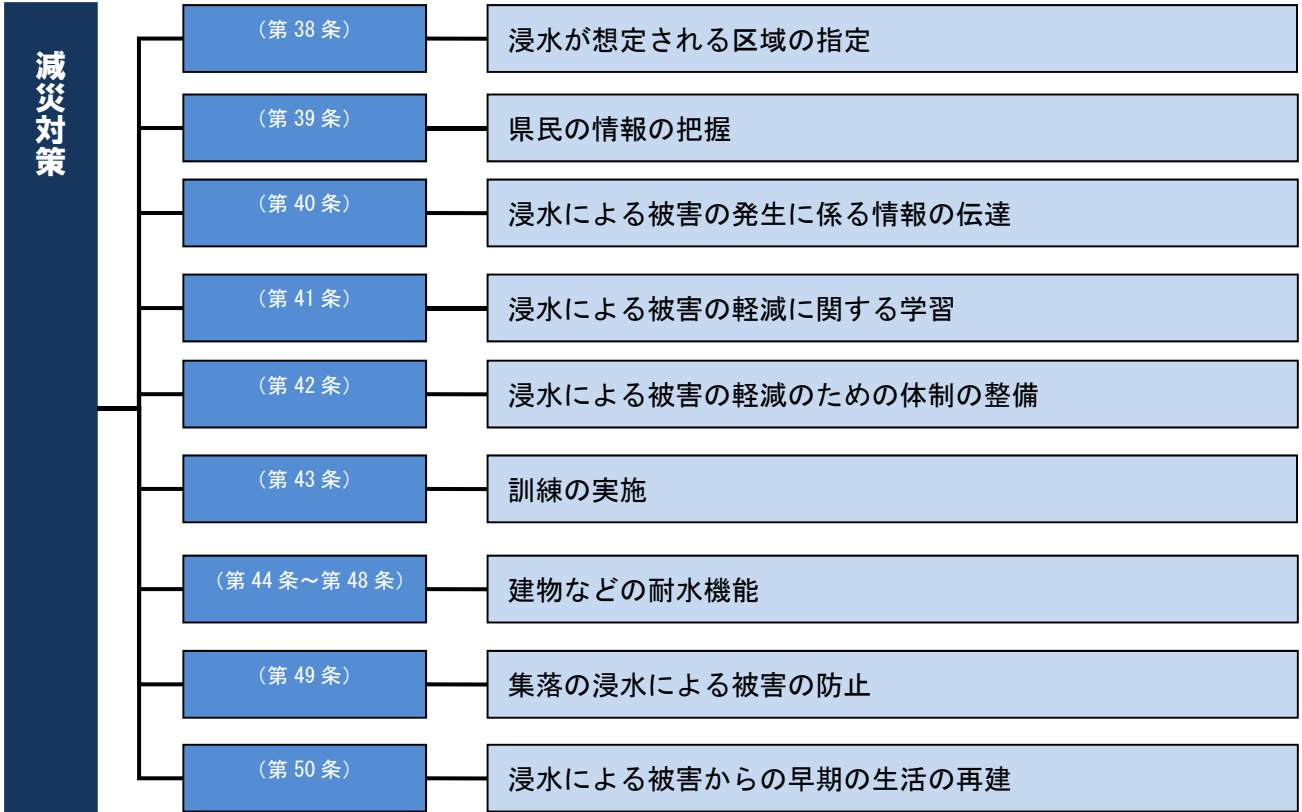 減災対策
（第 38 条）
浸水が想定される区域の指定
（第 39 条）
県民の情報の把握
（第 40 条）
浸水による被害の発生に係る情報の伝達
（第 41 条）
浸水による被害の軽減に関する学習
（第 42 条）
浸水による被害の軽減のための体制の整備
（第 43 条）
訓練の実施
（第 44 条～第 48 条）
建物などの耐水機能
（第 49 条）
集落の浸水による被害の防止
（第 50 条）
浸水による被害からの早期の生活の再建